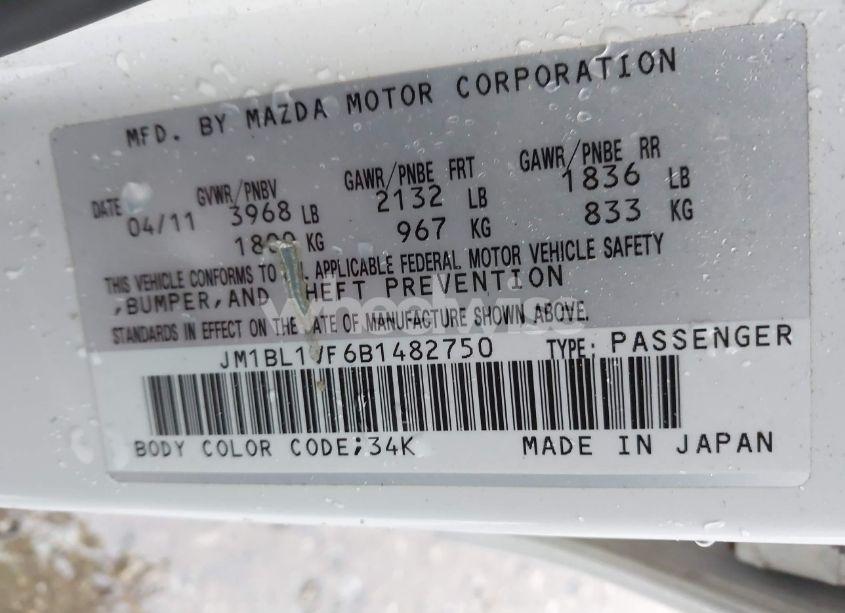 MFD. BY MAZDA MOTOR CORPORATION
DATE GVWR/PNBV GAWR/PNBE FRT GAWR/PNBE RR
04/11 3968 LB 2132 LB 1836 LB
KG 967 KG 833 KG
THIS VEHICLE CONFORMS TO APPLICABLE FEDERAL MOTOR VEHICLE SAFETY
,BUMPER,AND THEFT PREVENTION
STANDARDS IN EFFECT ON THE DATE OF MANUFACTURE SHOWN ABOVE.
TYPE: PASSENGER
BODY COLOR CODE;34K MADE IN JAPAN
wheelwise